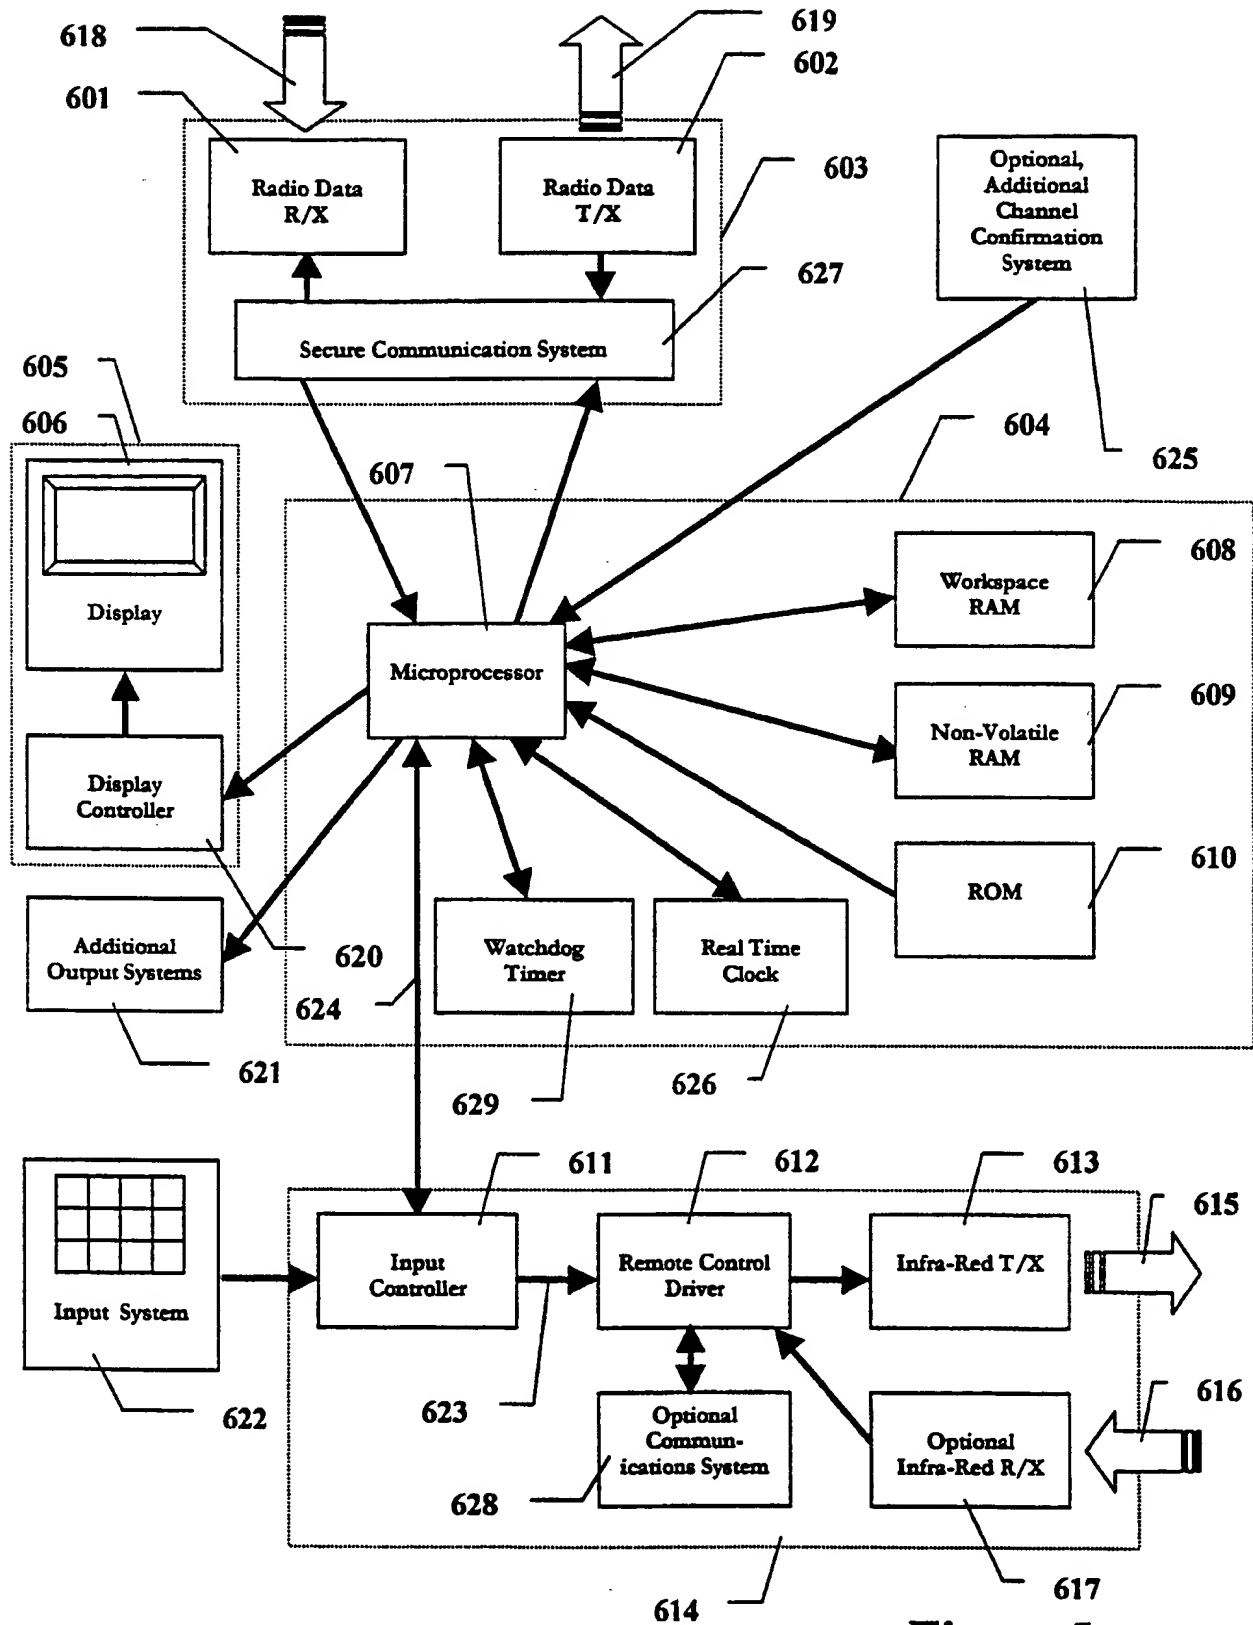 618
619
602
601
Radio Data
R/X
Radio Data
T/X
603
Optional,
Additional
Channel
Confirmation
System
627
Secure Communication System
605
606
604
625
607
Display
608
Workspace
RAM
Microprocessor
609
Non-Volatile
RAM
Display
Controller
610
ROM
Additional
Output Systems
620
624
Watchdog
Timer
Real Time
Clock
621
629
626
611
612
613
615
Input
Controller
Remote Control
Driver
Infra-Red T/X
Input System
622
623
616
Optional
Commun-
ications System
Optional
Infra-Red R/X
628
617
614